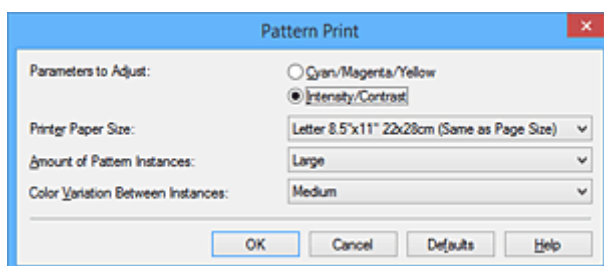 Pattern Print
Parameters to Adjust:
Cyan/Magenta/Yellow
Intensity/Contrast
Printer Paper Size: Letter 8.5"x11" 22x28cm (Same as Page Size)
Amount of Pattern Instances: Large
Color Variation Between Instances: Medium
OK Cancel Defaults Help